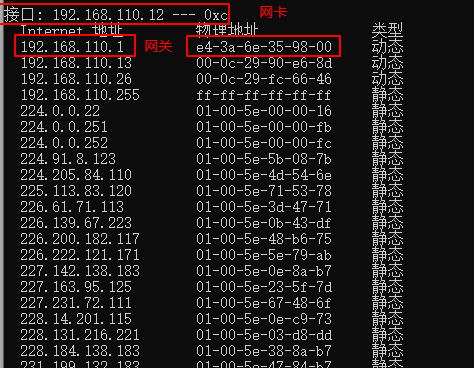 接口: 192.168.110.12 --- 0xc 网卡
Internet 地址 物理地址 类型
192.168.110.1 网关 e4-3a-6e-35-98-00 动态
192.168.110.13 00-0c-29-90-e6-8d 动态
192.168.110.26 00-0c-29-fc-66-46 动态
192.168.110.255 ff-ff-ff-ff-ff-ff 静态
224.0.0.22 01-00-5e-00-00-16 静态
224.0.0.251 01-00-5e-00-00-fb 静态
224.0.0.252 01-00-5e-00-00-fc 静态
224.91.8.123 01-00-5e-5b-08-7b 静态
224.205.84.110 01-00-5e-4d-54-6e 静态
225.113.83.120 01-00-5e-71-53-78 静态
226.61.71.113 01-00-5e-3d-47-71 静态
226.139.67.223 01-00-5e-0b-43-df 静态
226.200.182.117 01-00-5e-48-b6-75 静态
226.222.121.171 01-00-5e-5e-79-ab 静态
227.142.138.183 01-00-5e-0e-8a-b7 静态
227.163.95.125 01-00-5e-23-5f-7d 静态
227.231.72.111 01-00-5e-67-48-6f 静态
228.14.201.115 01-00-5e-0e-c9-73 静态
228.131.216.221 01-00-5e-03-d8-dd 静态
228.184.138.183 01-00-5e-38-8a-b7 静态
231.199.132.183 01-00-5e-47-84-b7 静态